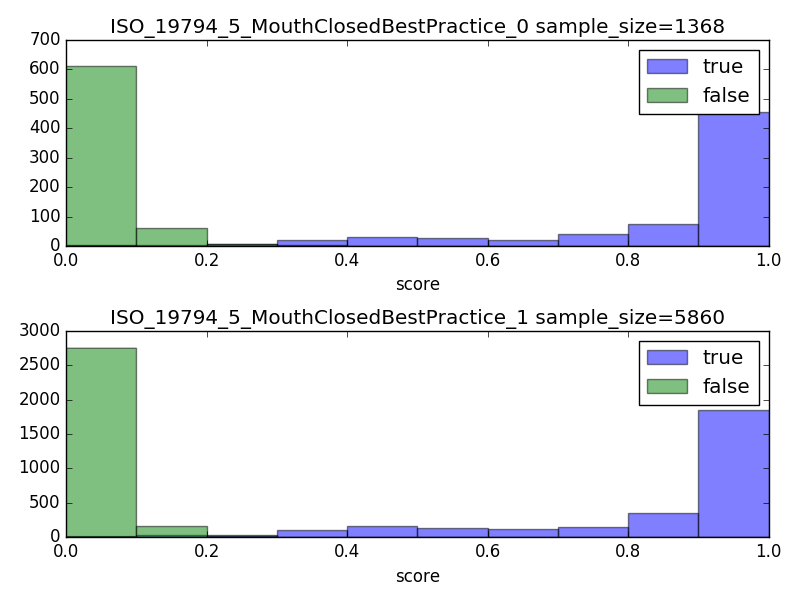 ISO_19794_5_MouthClosedBestPractice_0 sample_size=1368
700
600
500
400
300
200
100
0
true
false
0.0 0.2 0.4 0.6 0.8 1.0
score
ISO_19794_5_MouthClosedBestPractice_1 sample_size=5860
3000
2500
2000
1500
1000
500
0
true
false
0.0 0.2 0.4 0.6 0.8 1.0
score